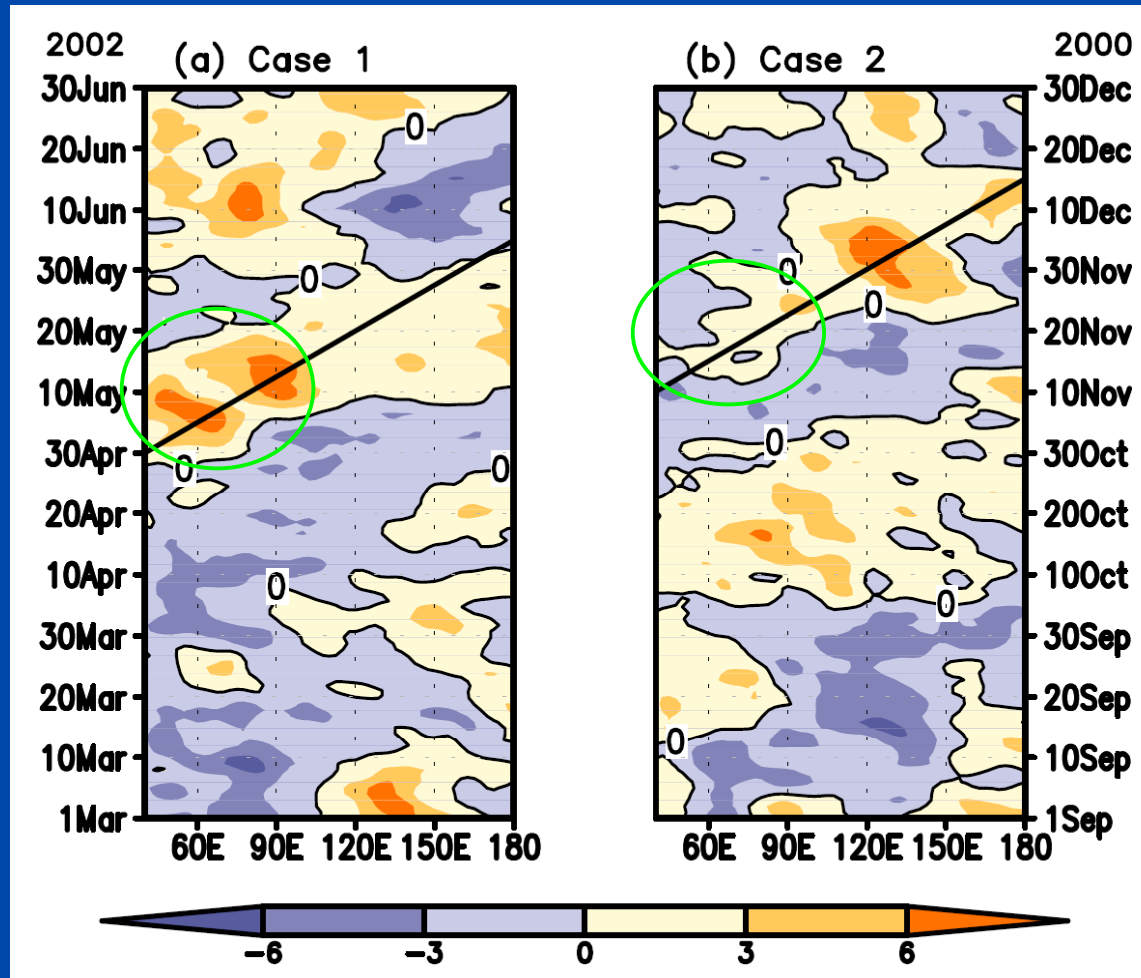 2002 (a) Case 1 (b) Case 2 2000
30Jun 30Dec
0
20Jun 20Dec
10Jun 10Dec
30May 0 0 30Nov
0
20May 20Nov
10May 10Nov
30Apr 0 0 0 30Oct
20Apr 20Oct
10Apr 0 0 10Oct
30Mar 30Sep
20Mar 20Sep
10Mar 0 10Sep
1Mar 1Sep
60E 90E 120E 150E 180 60E 90E 120E 150E 180
-6 -3 0 3 6